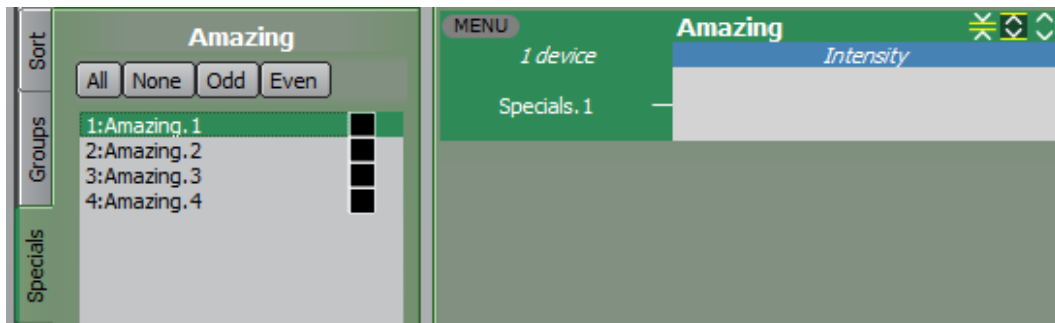 Sort
Groups
Specials
Amazing
All None Odd Even
1:Amazing.1
2:Amazing.2
3:Amazing.3
4:Amazing.4
MENU Amazing
1 device Intensity
Specials.1